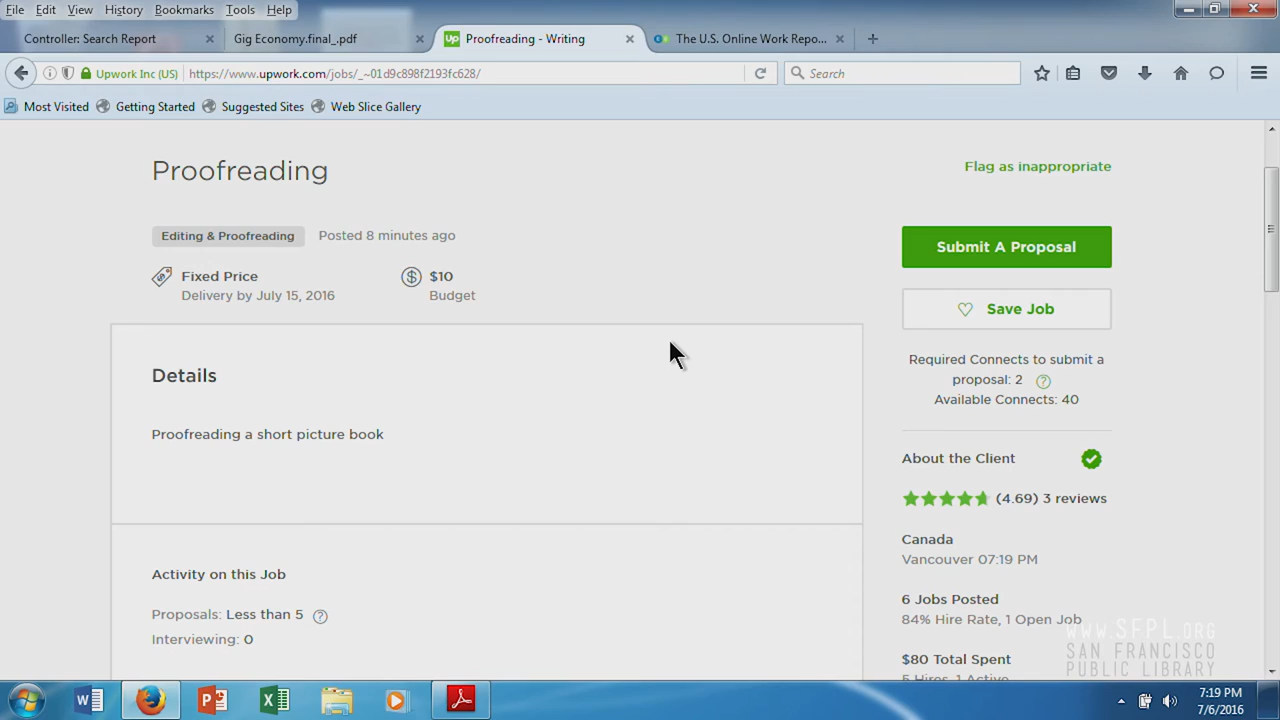 File Edit View History Bookmarks Tools Help
Controller: Search Report
Gig Economy.final_.pdf
Up Proofreading - Writing
The U.S. Online Work Repo...
Upwork Inc (US) https://www.upwork.com/jobs/_~01d9c898f2193fc628/
Search
Most Visited Getting Started Suggested Sites Web Slice Gallery
Proofreading
Flag as inappropriate
Editing & Proofreading Posted 8 minutes ago
Fixed Price
Delivery by July 15, 2016
$10
Budget
Submit A Proposal
Save Job
Required Connects to submit a
proposal: 2 ?
Available Connects: 40
Details
Proofreading a short picture book
Activity on this Job
Proposals: Less than 5 ?
Interviewing: 0
About the Client
(4.69) 3 reviews
Canada
Vancouver 07:19 PM
6 Jobs Posted
84% Hire Rate, 1 Open Job
$80 Total Spent
5 Hires, 1 Active
WWW.SFPL.ORG
SAN FRANCISCO
PUBLIC LIBRARY
7:19 PM
7/6/2016